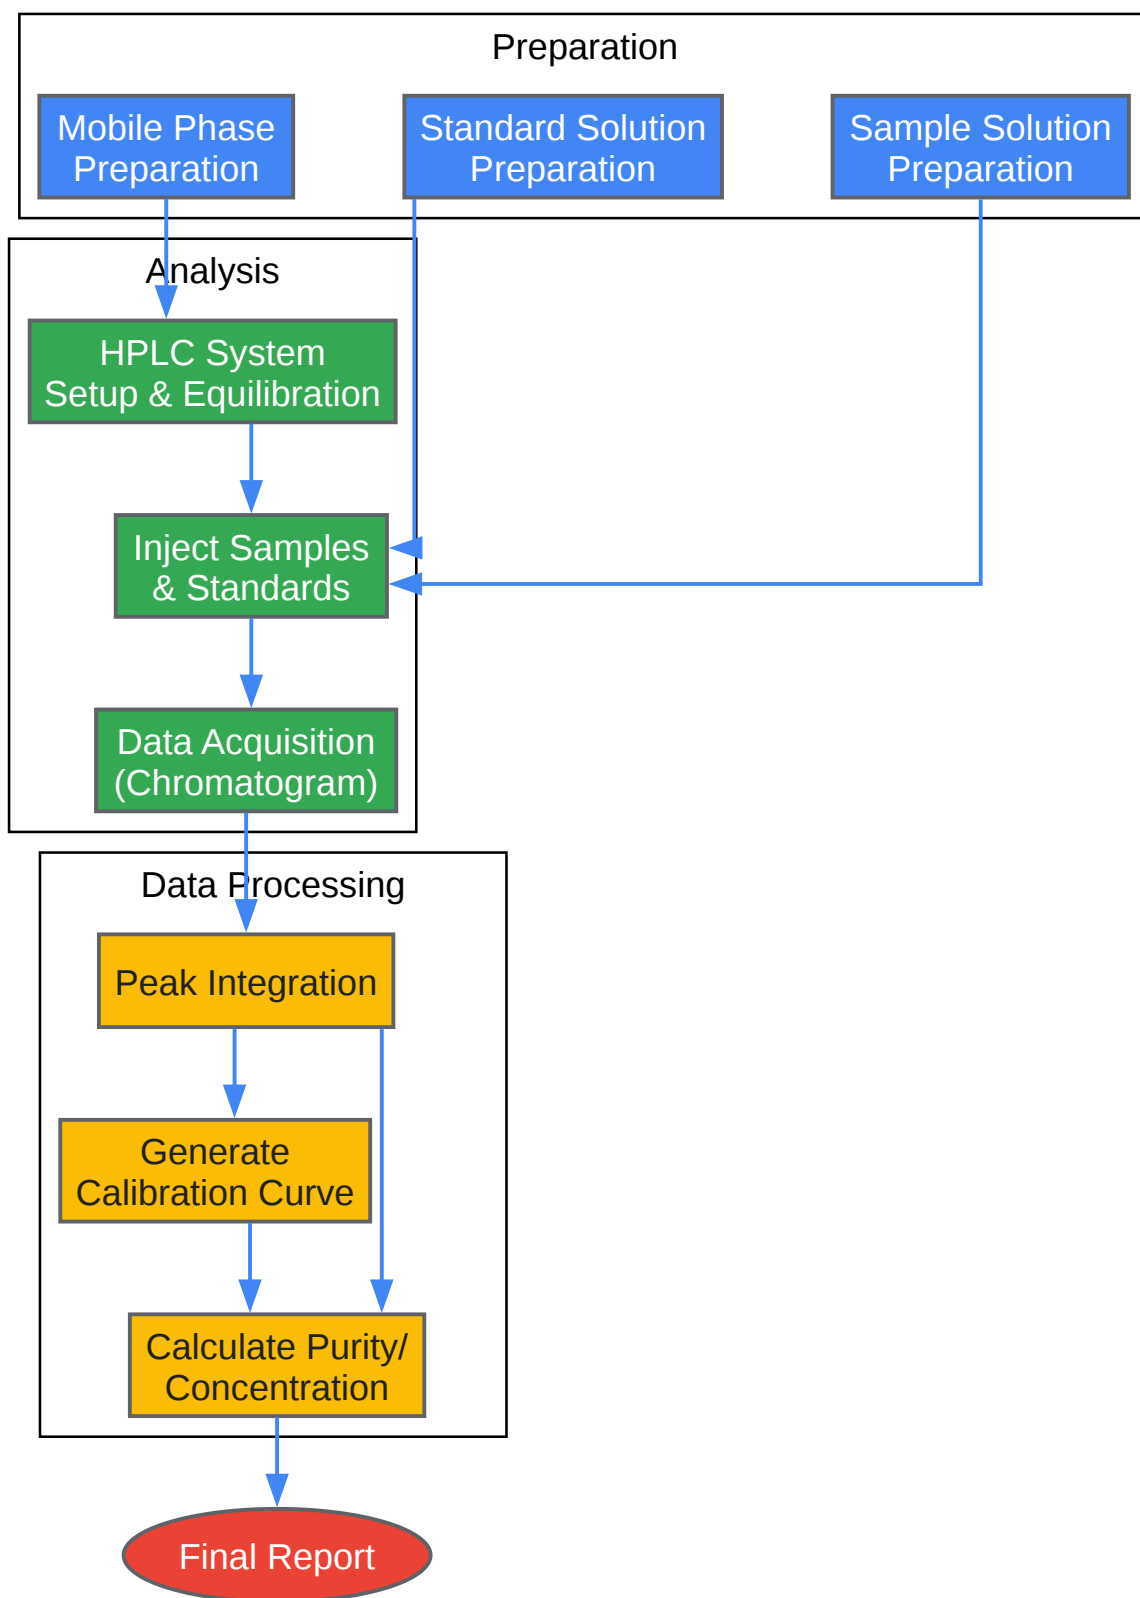 Preparation
Mobile Phase
Preparation
Standard Solution
Preparation
Sample Solution
Preparation
Analysis
HPLC System
Setup & Equilibration
Inject Samples
& Standards
Data Acquisition
(Chromatogram)
Data Processing
Peak Integration
Generate
Calibration Curve
Calculate Purity/
Concentration
Final Report